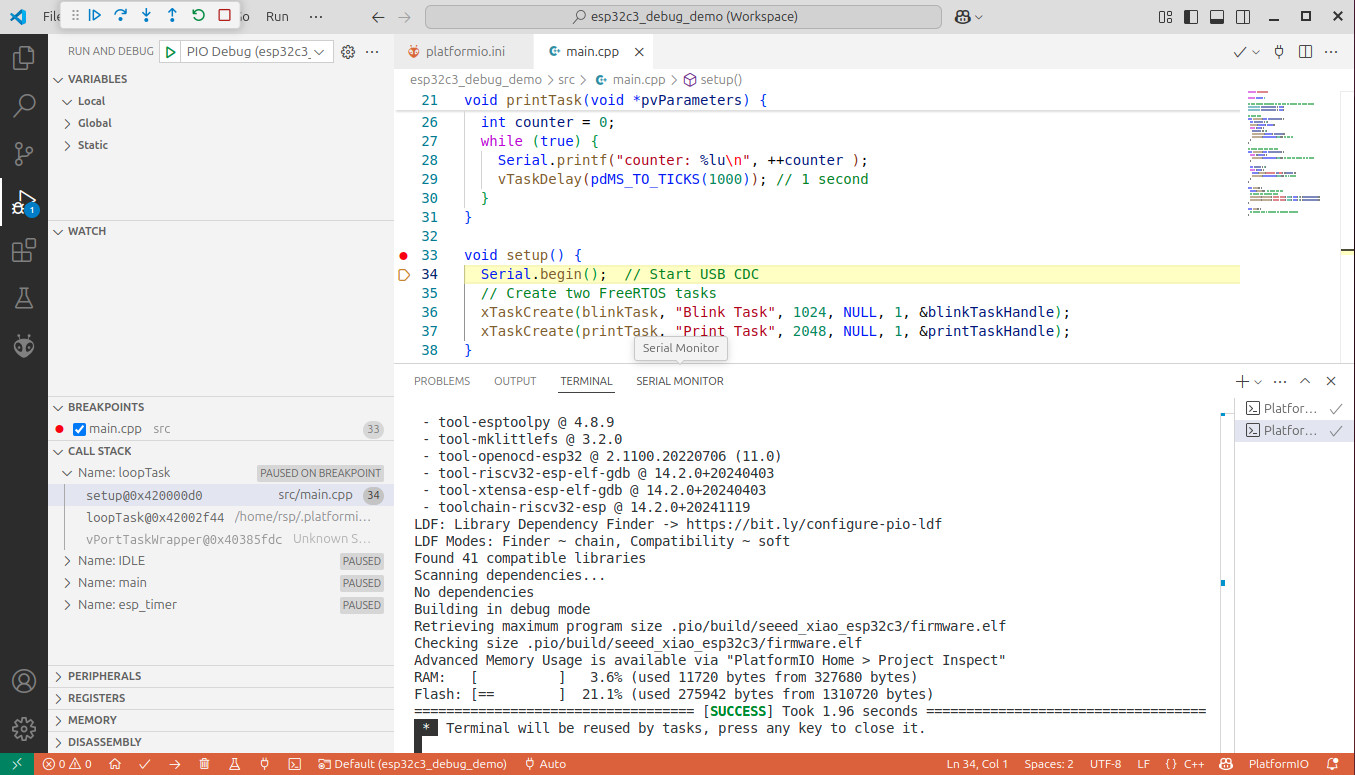 File
Go
Run
···
esp32c3_debug_demo (Workspace)
RUN AND DEBUG
PIO Debug (esp32c3_
···
VARIABLES
Local
Global
Static
WATCH
BREAKPOINTS
main.cpp src 33
CALL STACK
Name: loopTask PAUSED ON BREAKPOINT
setup@0x420000d0 src/main.cpp 34
loopTask@0x42002f44 /home/rsp/.platformi...
vPortTaskWrapper@0x40385fdc Unknown S...
Name: IDLE PAUSED
Name: main PAUSED
Name: esp_timer PAUSED
PERIPHERALS
REGISTERS
MEMORY
DISASSEMBLY
1
platformio.ini
main.cpp
esp32c3_debug_demo > src > main.cpp > setup()
21 void printTask(void *pvParameters) {
26 int counter = 0;
27 while (true) {
28 Serial.printf("counter: %lu\n", ++counter );
29 vTaskDelay(pdMS_TO_TICKS(1000)); // 1 second
30 }
31 }
32
33 void setup() {
34 Serial.begin(); // Start USB CDC
35 // Create two FreeRTOS tasks
36 xTaskCreate(blinkTask, "Blink Task", 1024, NULL, 1, &blinkTaskHandle);
37 xTaskCreate(printTask, "Print Task", 2048, NULL, 1, &printTaskHandle);
38 }
Serial Monitor
PROBLEMS OUTPUT TERMINAL SERIAL MONITOR
- tool-esptoolpy @ 4.8.9
- tool-mklittlefs @ 3.2.0
- tool-openocd-esp32 @ 2.1100.20220706 (11.0)
- tool-riscv32-esp-elf-gdb @ 14.2.0+20240403
- tool-xtensa-esp-elf-gdb @ 14.2.0+20240403
- toolchain-riscv32-esp @ 14.2.0+20241119
LDF: Library Dependency Finder -> https://bit.ly/configure-pio-ldf
LDF Modes: Finder ~ chain, Compatibility ~ soft
Found 41 compatible libraries
Scanning dependencies...
No dependencies
Building in debug mode
Retrieving maximum program size .pio/build/seeed_xiao_esp32c3/firmware.elf
Checking size .pio/build/seeed_xiao_esp32c3/firmware.elf
Advanced Memory Usage is available via "PlatformIO Home > Project Inspect"
RAM: [          ] 3.6% (used 11720 bytes from 327680 bytes)
Flash: [==        ] 21.1% (used 275942 bytes from 1310720 bytes)
=================================== [SUCCESS] Took 1.96 seconds ===================================
* Terminal will be reused by tasks, press any key to close it.
Platfor...
Platfor...
0 0
Default (esp32c3_debug_demo)
Auto
Ln 34, Col 1
Spaces: 2
UTF-8
LF
{ } C++
PlatformIO